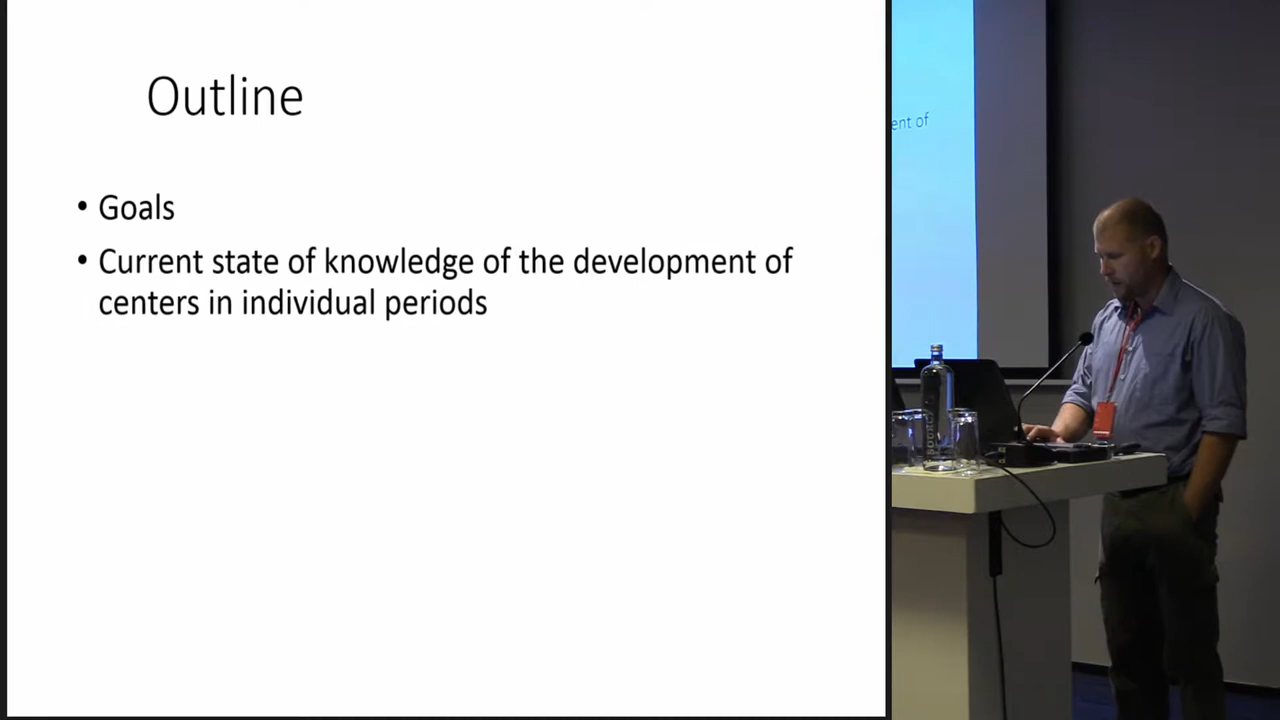 Outline
• Goals
• Current state of knowledge of the development of
centers in individual periods
ent of